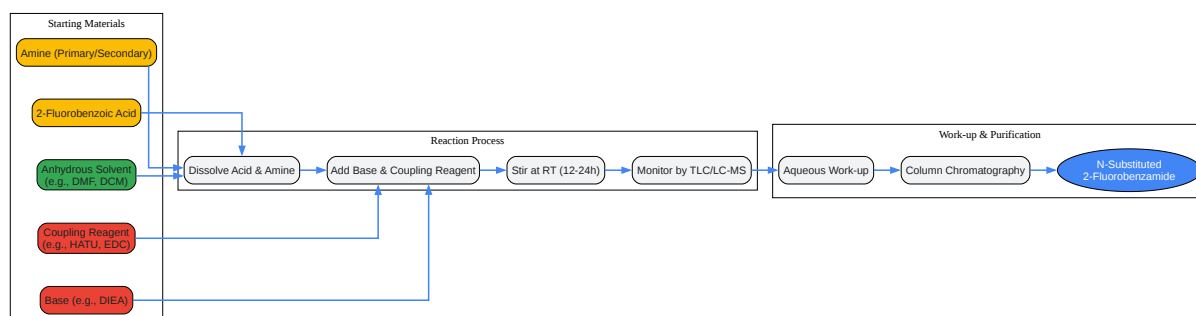 Starting Materials
Amine (Primary/Secondary)
2-Fluorobenzoic Acid
Anhydrous Solvent
(e.g., DMF, DCM)
Coupling Reagent
(e.g., HATU, EDC)
Base (e.g., DIEA)
Reaction Process
Dissolve Acid & Amine
Add Base & Coupling Reagent
Stir at RT (12-24h)
Monitor by TLC/LC-MS
Work-up & Purification
Aqueous Work-up
Column Chromatography
N-Substituted
2-Fluorobenzamide